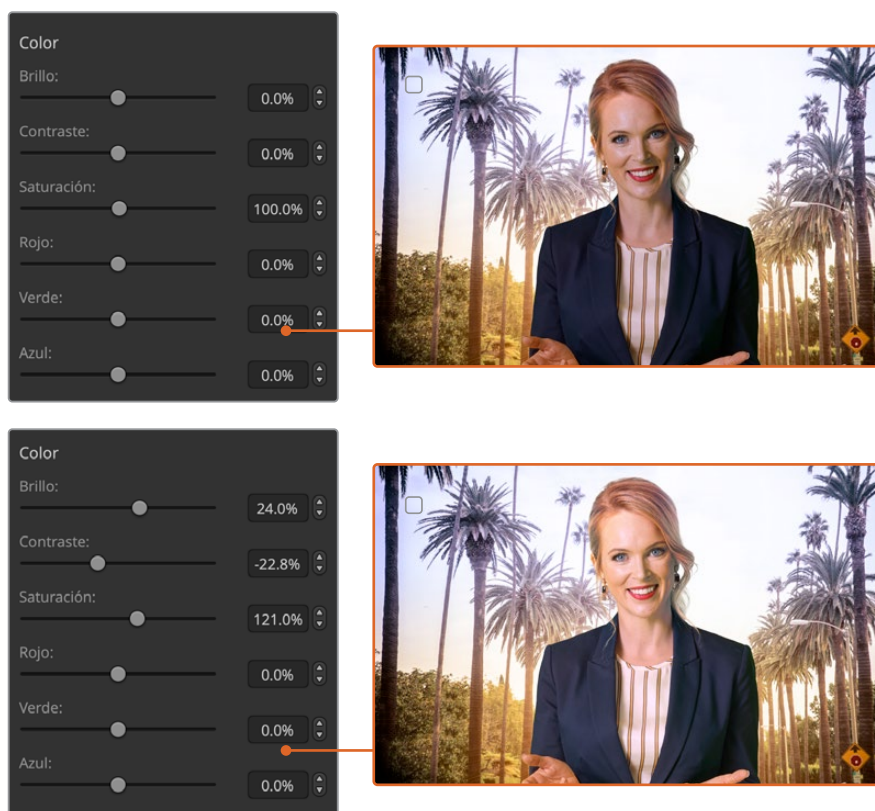 Color
Brillo:
0.0%
Contraste:
0.0%
Saturación:
100.0%
Rojo:
0.0%
Verde:
0.0%
Azul:
0.0%
Color
Brillo:
24.0%
Contraste:
-22.8%
Saturación:
121.0%
Rojo:
0.0%
Verde:
0.0%
Azul:
0.0%